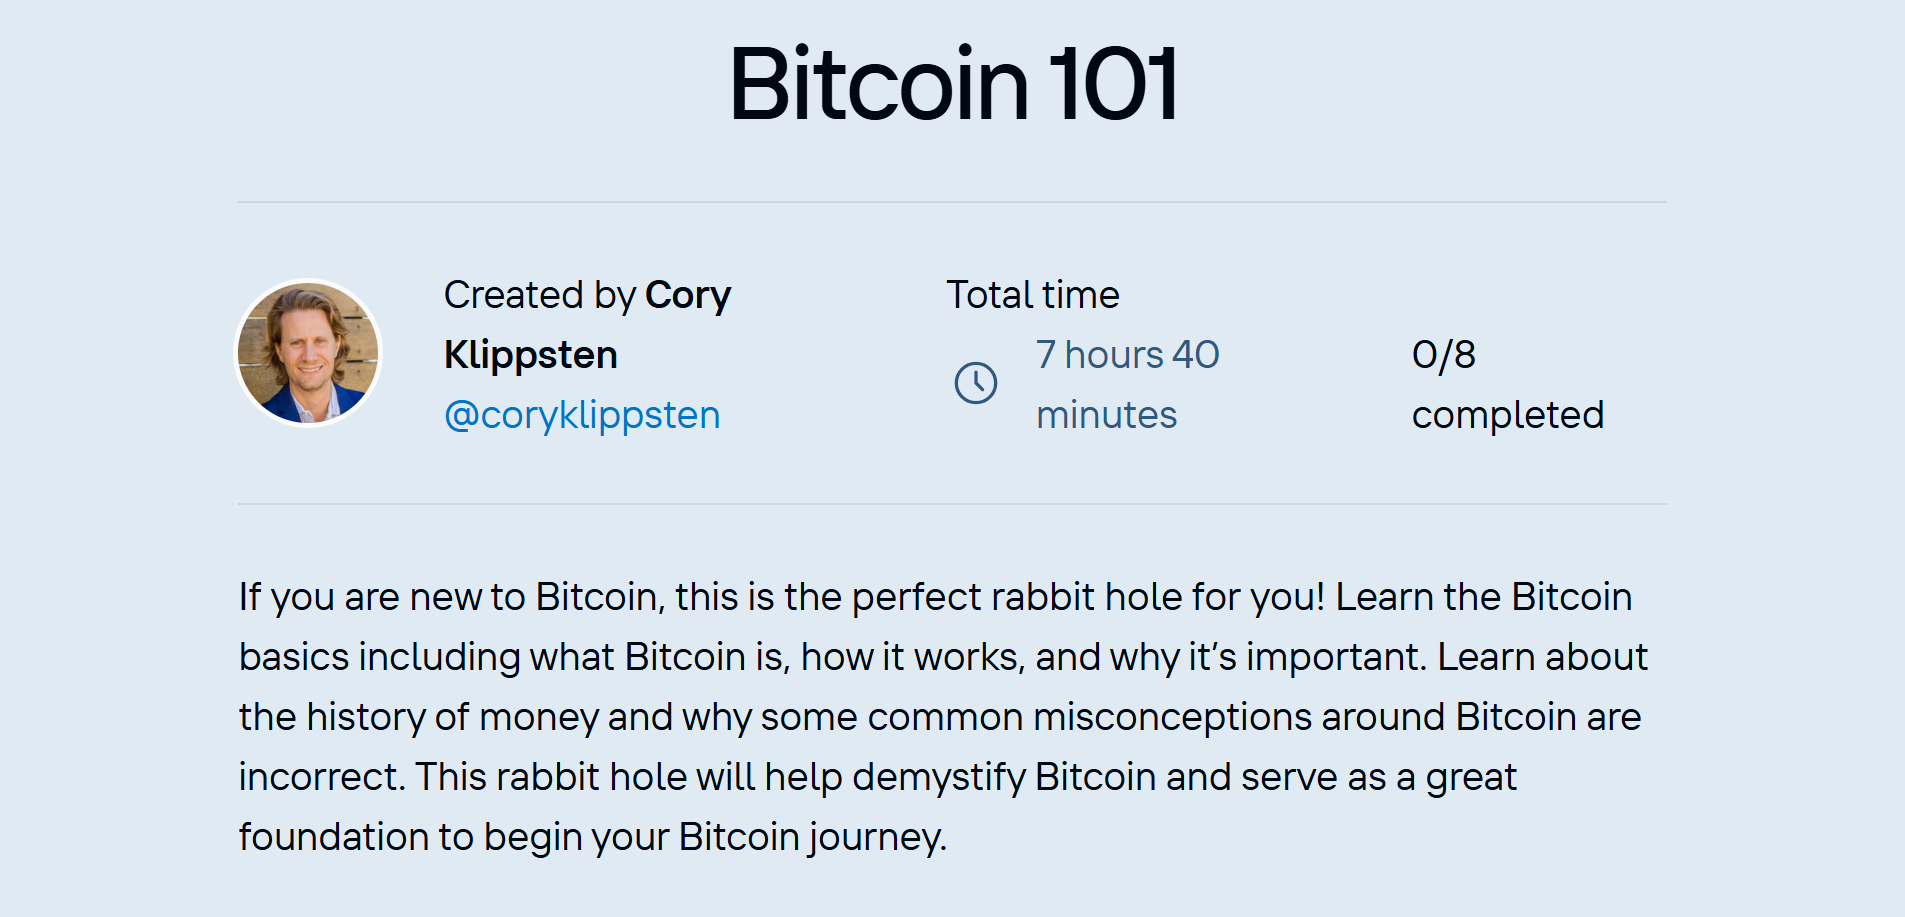 Bitcoin 101
Created by Cory
Klippsten
@coryklippsten
Total time
7 hours 40
minutes
0/8
completed
If you are new to Bitcoin, this is the perfect rabbit hole for you! Learn the Bitcoin
basics including what Bitcoin is, how it works, and why it’s important. Learn about
the history of money and why some common misconceptions around Bitcoin are
incorrect. This rabbit hole will help demystify Bitcoin and serve as a great
foundation to begin your Bitcoin journey.